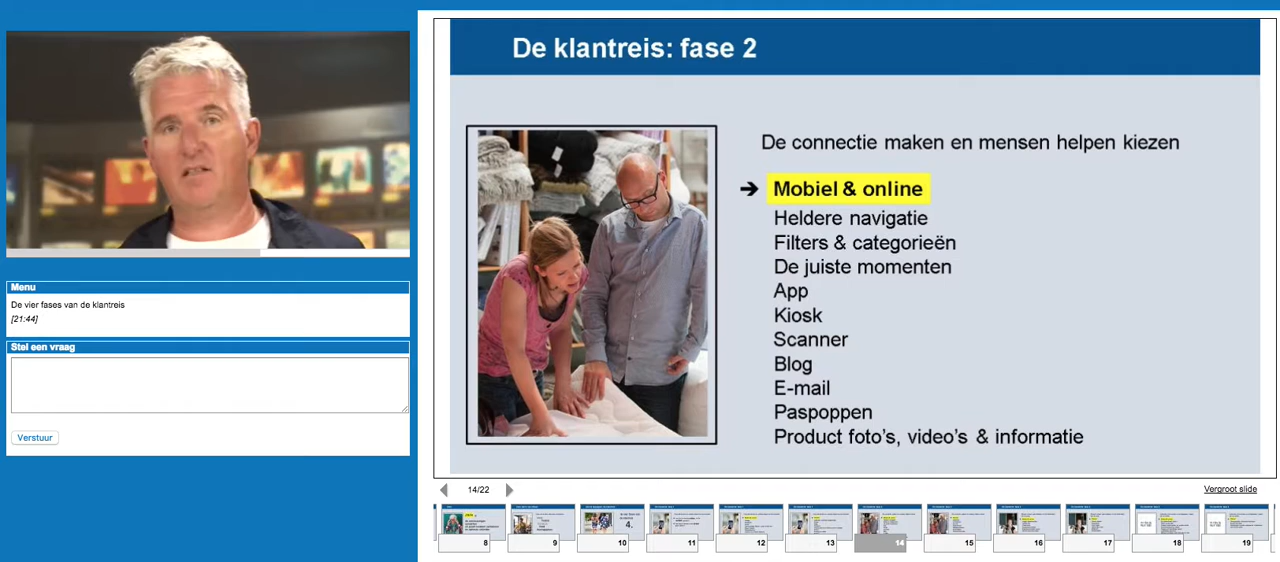 De klantreis: fase 2
De connectie maken en mensen helpen kiezen
➔ Mobiel & online
Heldere navigatie
Filters & categorieën
De juiste momenten
App
Kiosk
Scanner
Blog
E-mail
Paspoppen
Product foto's, video's & informatie
Menu
De vier fases van de klantreis
[21:44]
Stel een vraag
Verstuur
14/22
Vergroot slide
8
9
10
11
12
13
14
15
16
17
18
19